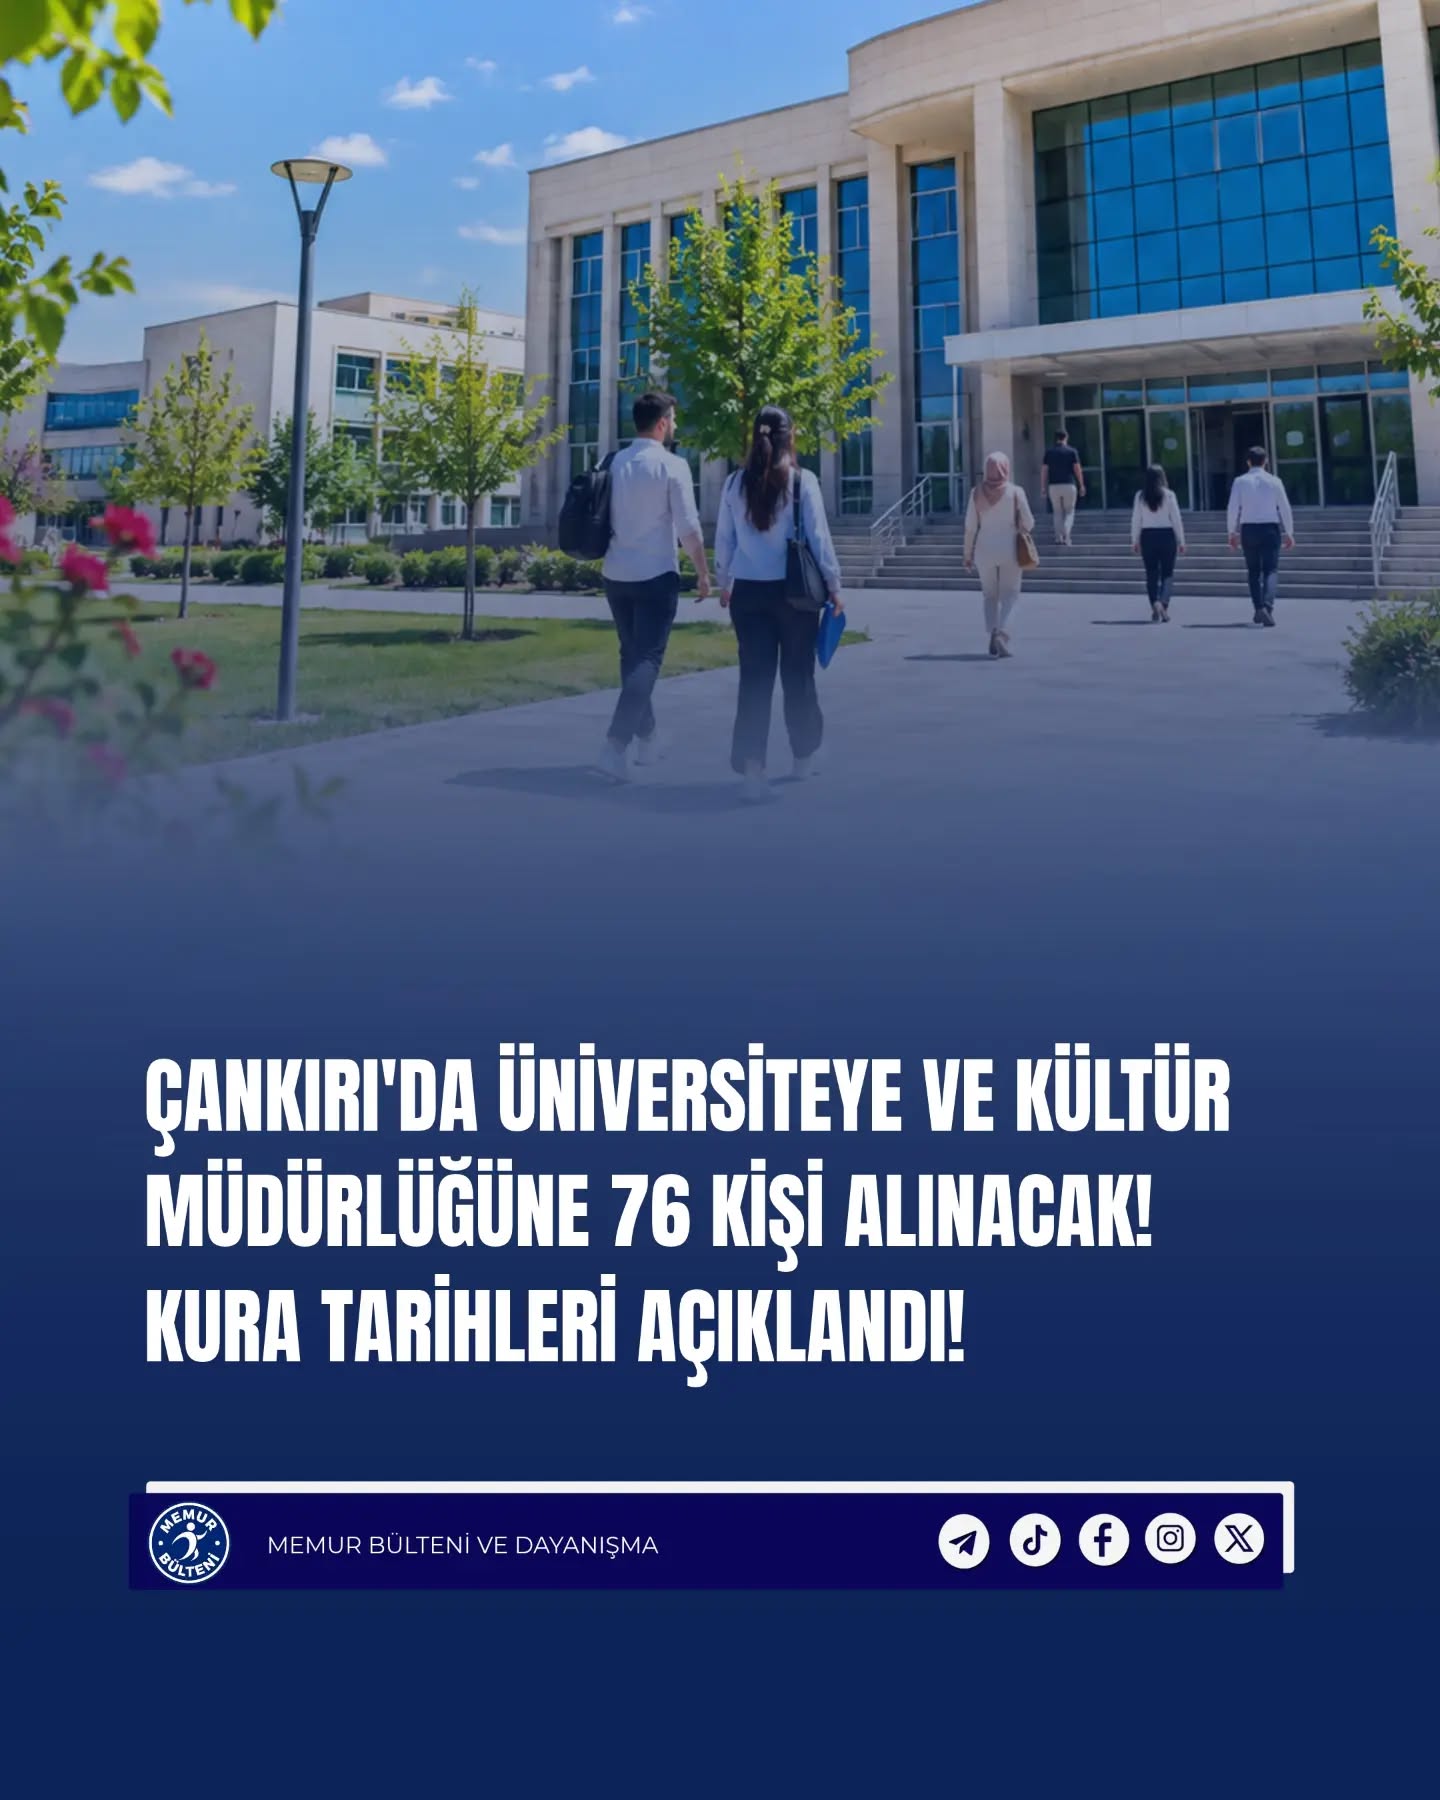 ÇANKIRI'DA ÜNİVERSİTEYE VE KÜLTÜR
MÜDÜRLÜĞÜNE 76 KİŞİ ALINACAK!
KURA TARİHLERİ AÇIKLANDI!
MEMUR
BÜLTENİ
MEMUR BÜLTENİ VE DAYANIŞMA